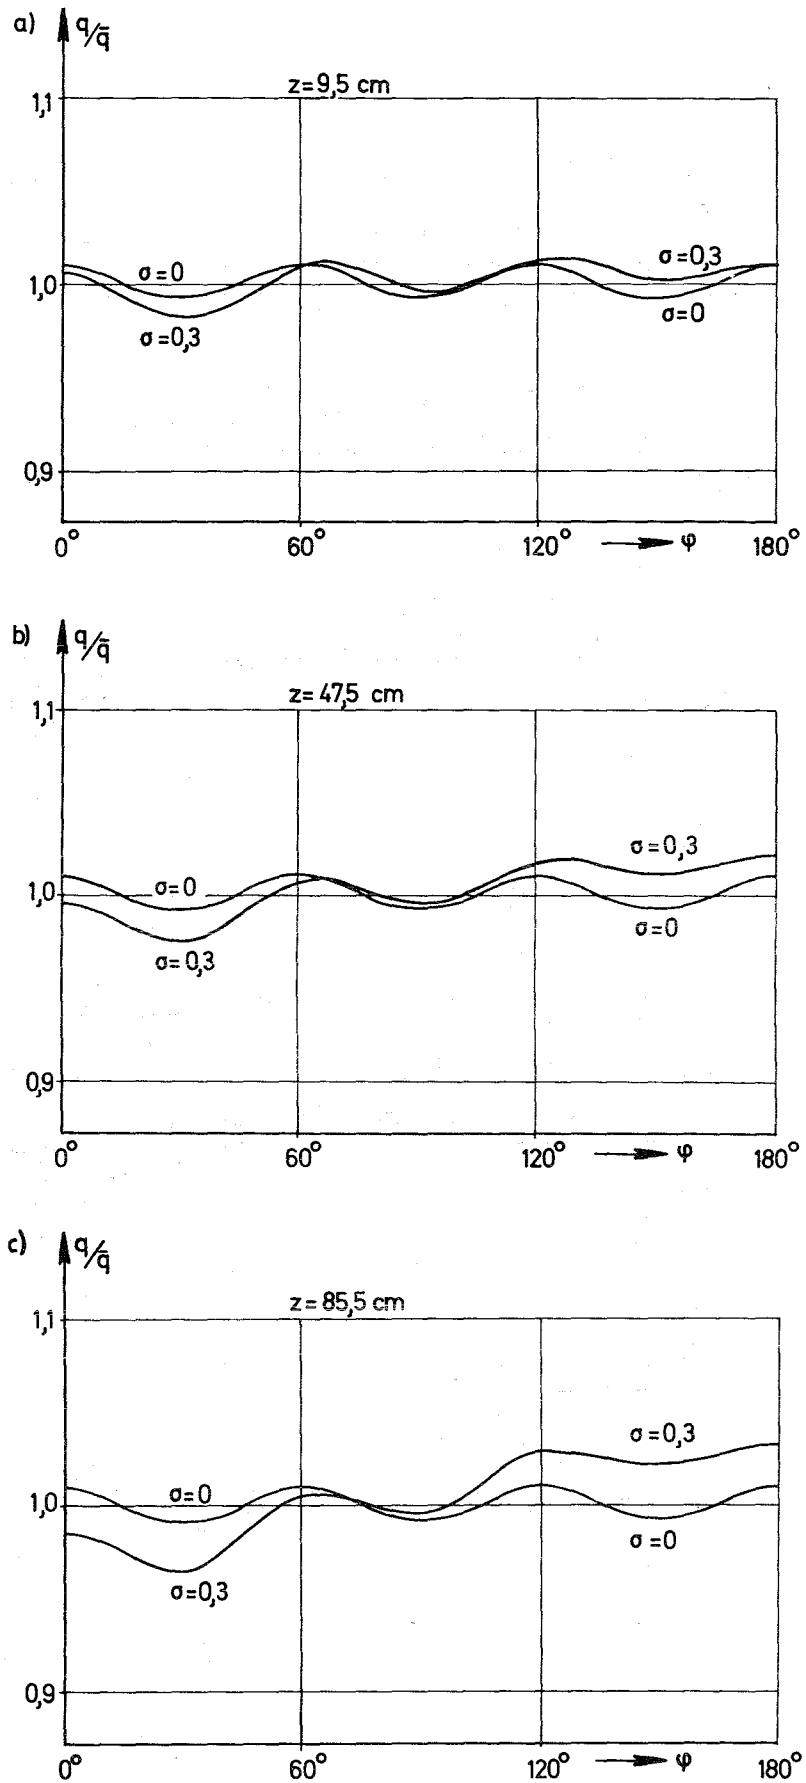 a) q/q̄
z=9,5 cm
1,1
σ=0
σ=0,3
1,0
σ=0,3
σ=0
0,9
0° 60° 120° φ 180°
b) q/q̄
z= 47,5 cm
1,1
σ=0,3
σ=0
1,0
σ=0
σ=0,3
0,9
0° 60° 120° φ 180°
c) q/q̄
z= 85,5 cm
1,1
σ=0,3
σ=0
1,0
σ=0
σ=0,3
0,9
0° 60° 120° φ 180°